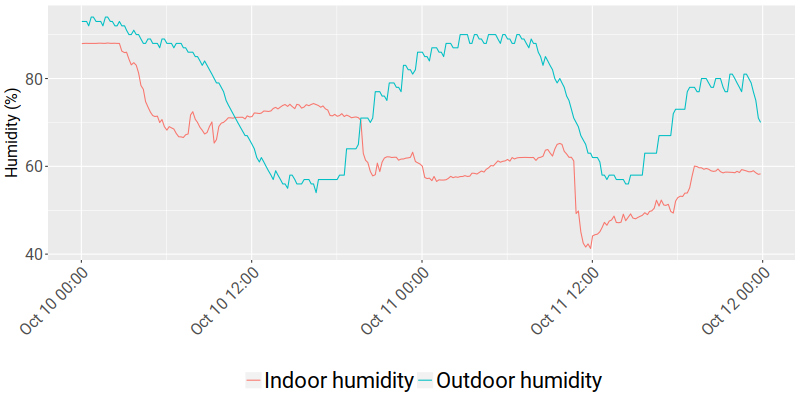 Humidity (%)
80
60
40
Oct 10 00:00
Oct 10 12:00
Oct 11 00:00
Oct 11 12:00
Oct 12 00:00
Indoor humidity Outdoor humidity